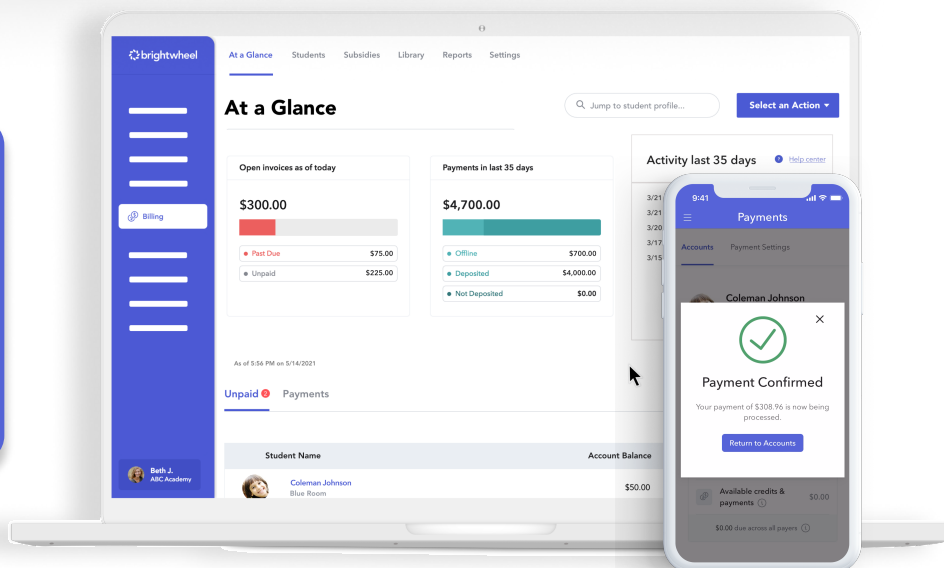 brightwheel
At a Glance Students Subsidies Library Reports Settings
At a Glance
Jump to student profile...
Select an Action
Open invoices as of today
$300.00
Past Due $75.00
Unpaid $225.00
Payments in last 35 days
$4,700.00
Offline $700.00
Deposited $4,000.00
Not Deposited $0.00
Activity last 35 days
? Help center
3/21
3/21
3/20
3/17
3/15
Billing
As of 5:56 PM on 5/14/2021
Unpaid 2 Payments
Student Name Account Balance
Coleman Johnson
Blue Room
$50.00
Beth J.
ABC Academy
9:41
Payments
Accounts Payment Settings
Coleman Johnson
Payment Confirmed
Your payment of $308.96 is now being
processed.
Return to Accounts
Available credits &
payments
$0.00
$0.00 due across all payers